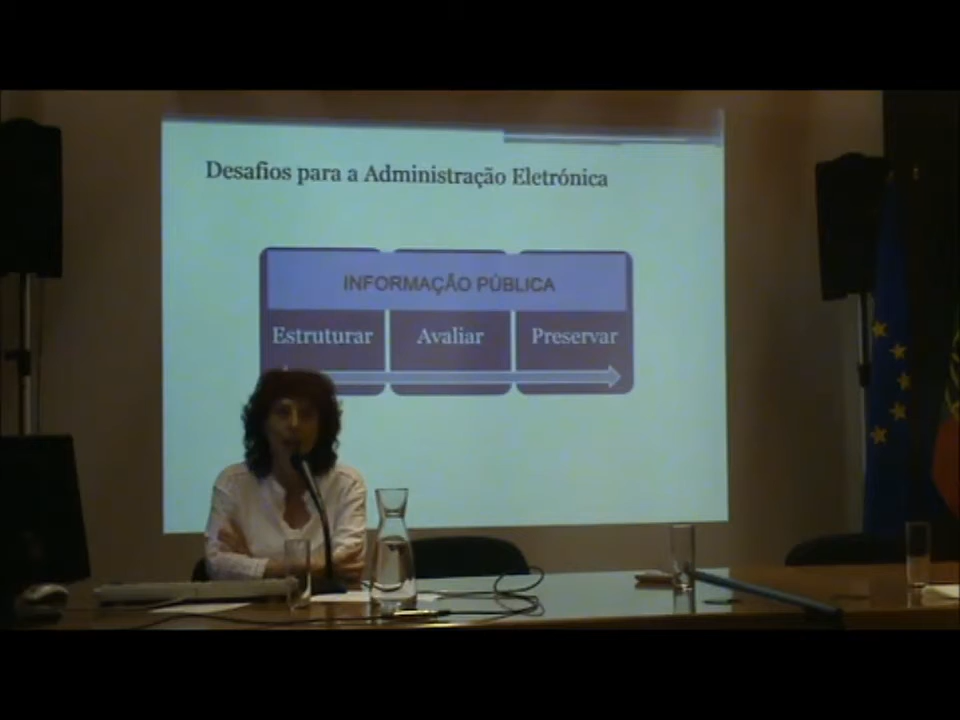 Desafios para a Administração Eletrónica
INFORMAÇÃO PÚBLICA
Estruturar Avaliar Preservar